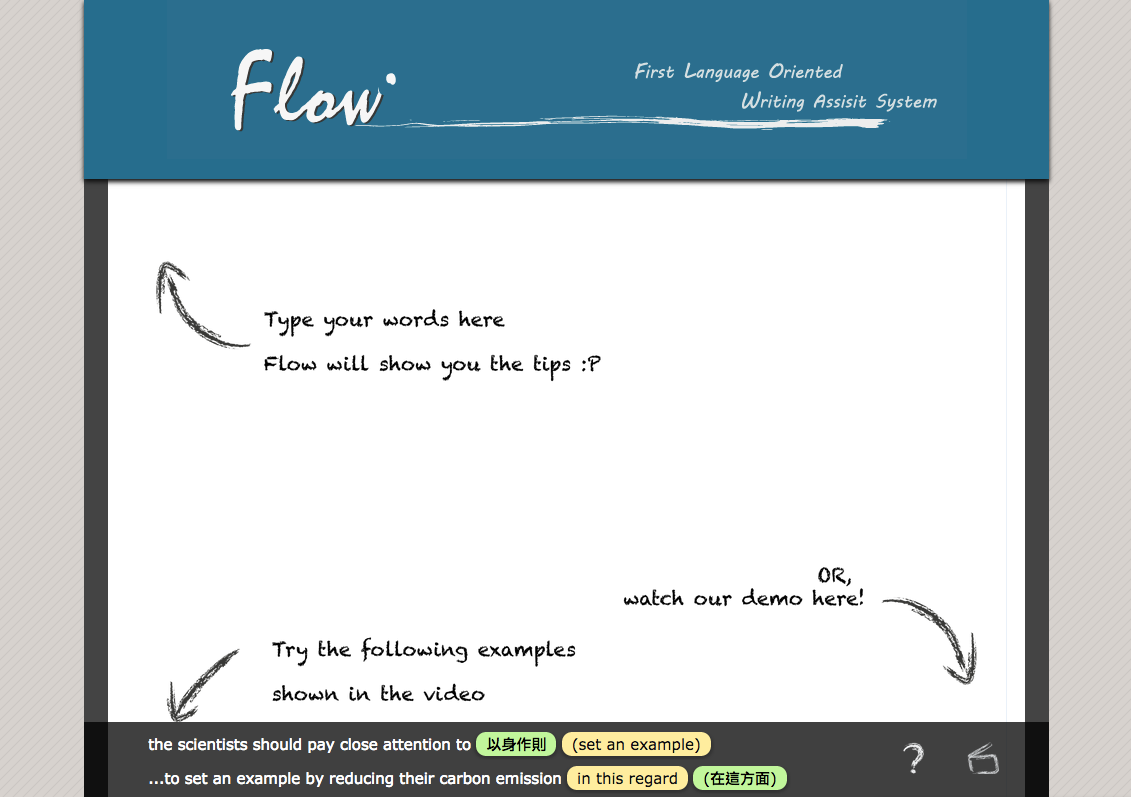 Flow
First Language Oriented
Writing Assisit System
Type your words here
Flow will show you the tips :P
OR,
watch our demo here!
Try the following examples
shown in the video
the scientists should pay close attention to 以身作則 (set an example)
...to set an example by reducing their carbon emission in this regard (在這方面)
?